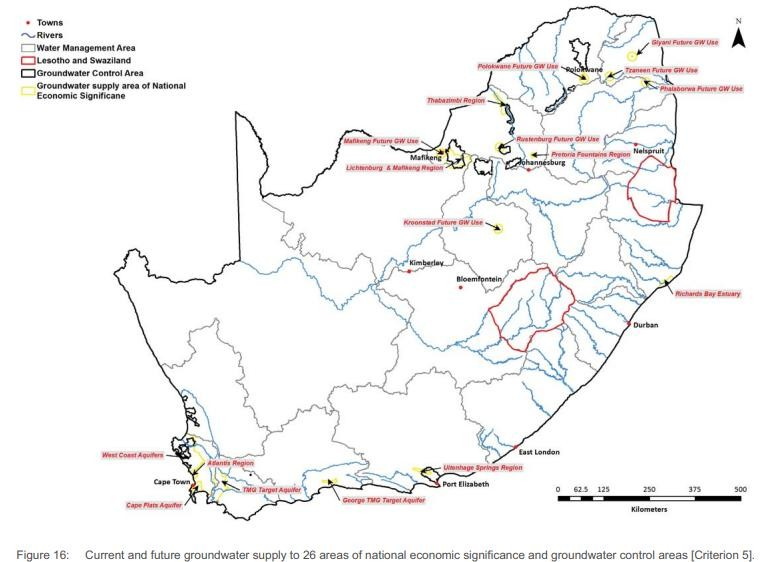 Towns
Rivers
Water Management Area
Lesotho and Swaziland
Groundwater Control Area
Groundwater supply area of National
Economic Significane
N
Giyani Future GW Use
Polokwane Future GW Use
Polokwane
Tzaneen Future GW Use
Phalaborwa Future GW Use
Thabazimbi Region
Mafikeng Future GW Use
Rustenburg Future GW Use
Nelspruit
Mafikeng
Pretoria Fountains Region
Lichtenburg & Mafikeng Region
Johannesburg
Kroonsted Future GW Use
Kimberley
Bloemfontein
Richards Bay Estuary
Durban
East London
West Coast Aquifers
Atlantis Region
Uitenhage Springs Region
Cape Town
TMG Target Aquifer
Port Elizabeth
Cape Flats Aquifer
George TMG Target Aquifer
0 62.5 125 250 375 500
Kilometers
Figure 16: Current and future groundwater supply to 26 areas of national economic significance and groundwater control areas [Criterion 5].